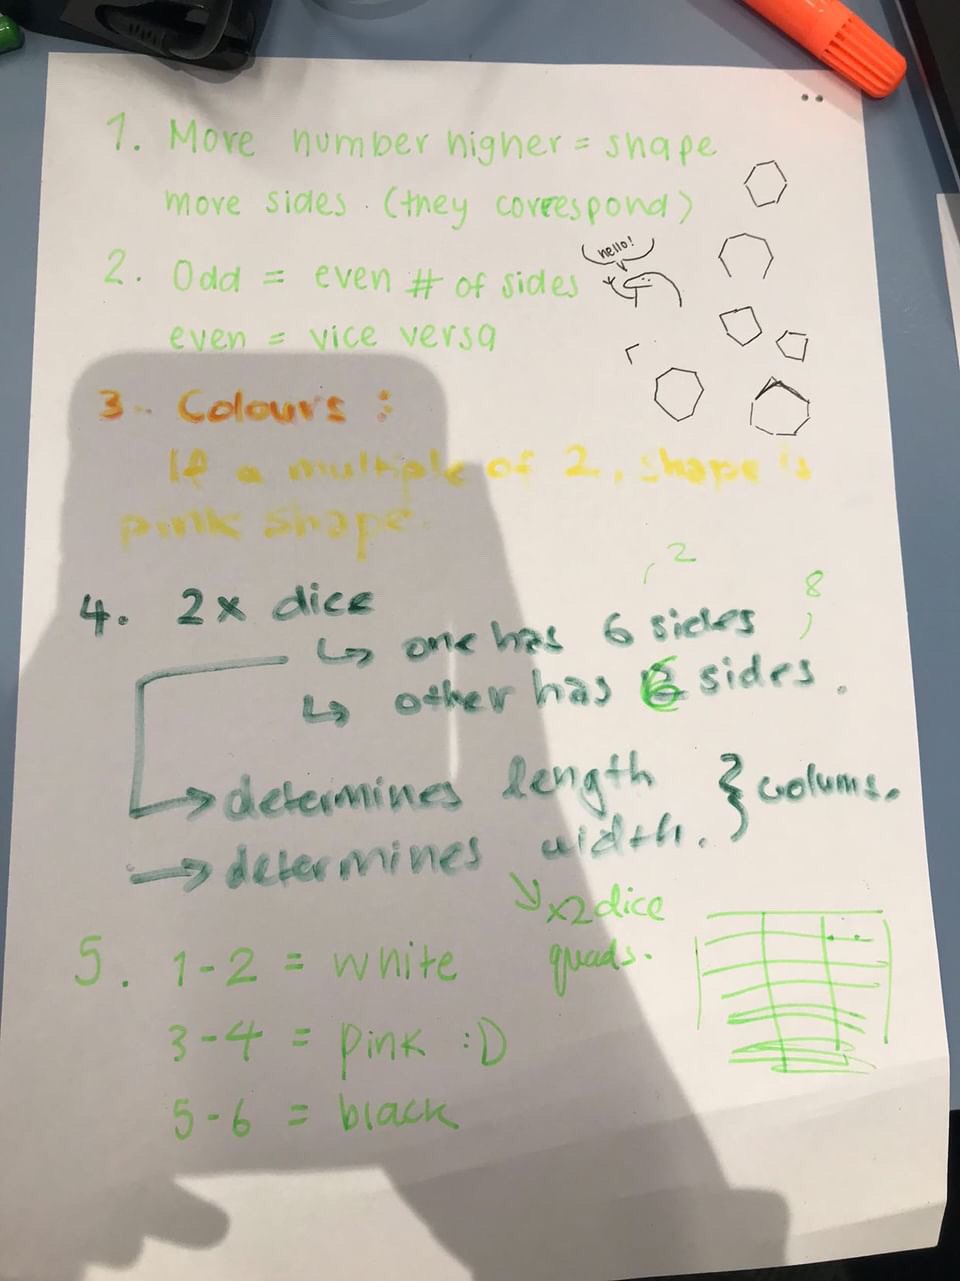 1. More number higher = shape
more sides. (they correspond)
hello!
2. Odd = even # of sides
even = vice versa
3. Colours :
If a multiple of 2, shape is
pink shape.
, 2
8
,
4. 2x dice
↳ one has 6 sides
↳ other has 6 sides.
→ determines length } colums.
→ determines width.
↘ x2 dice
quads.
5. 1-2 = white
3-4 = pink :D
5-6 = black